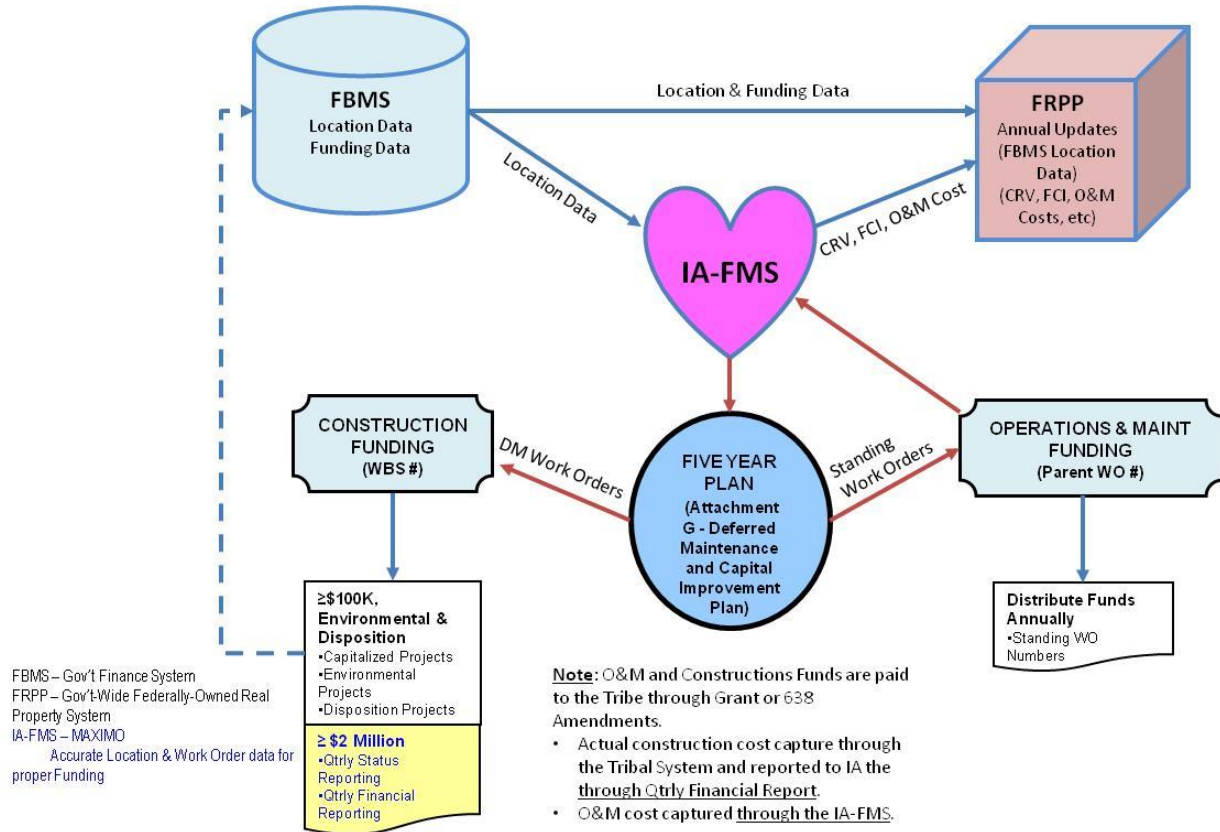 FBMS
Location Data
Funding Data
Location & Funding Data
FRPP
Annual Updates
(FBMS Location
Data)
(CRV, FCI, O&M
Costs, etc)
Location Data
CRV, FCI, O&M Cost
IA-FMS
CONSTRUCTION
FUNDING
(WBS #)
DM Work Orders
FIVE YEAR
PLAN
(Attachment
G - Deferred
Maintenance
and Capital
Improvement
Plan)
Standing
Work Orders
OPERATIONS & MAINT
FUNDING
(Parent WO #)
≥$100K,
Environmental &
Disposition
•Capitalized Projects
•Environmental
Projects
•Disposition Projects
≥ $2 Million
•Qtrly Status
Reporting
•Qtrly Financial
Reporting
Distribute Funds
Annually
•Standing WO
Numbers
FBMS – Gov't Finance System
FRPP – Gov't-Wide Federally-Owned Real
Property System
IA-FMS – MAXIMO
Accurate Location & Work Order data for
proper Funding
Note: O&M and Constructions Funds are paid
to the Tribe through Grant or 638
Amendments.
• Actual construction cost capture through
the Tribal System and reported to IA the
through Qtrly Financial Report.
• O&M cost captured through the IA-FMS.